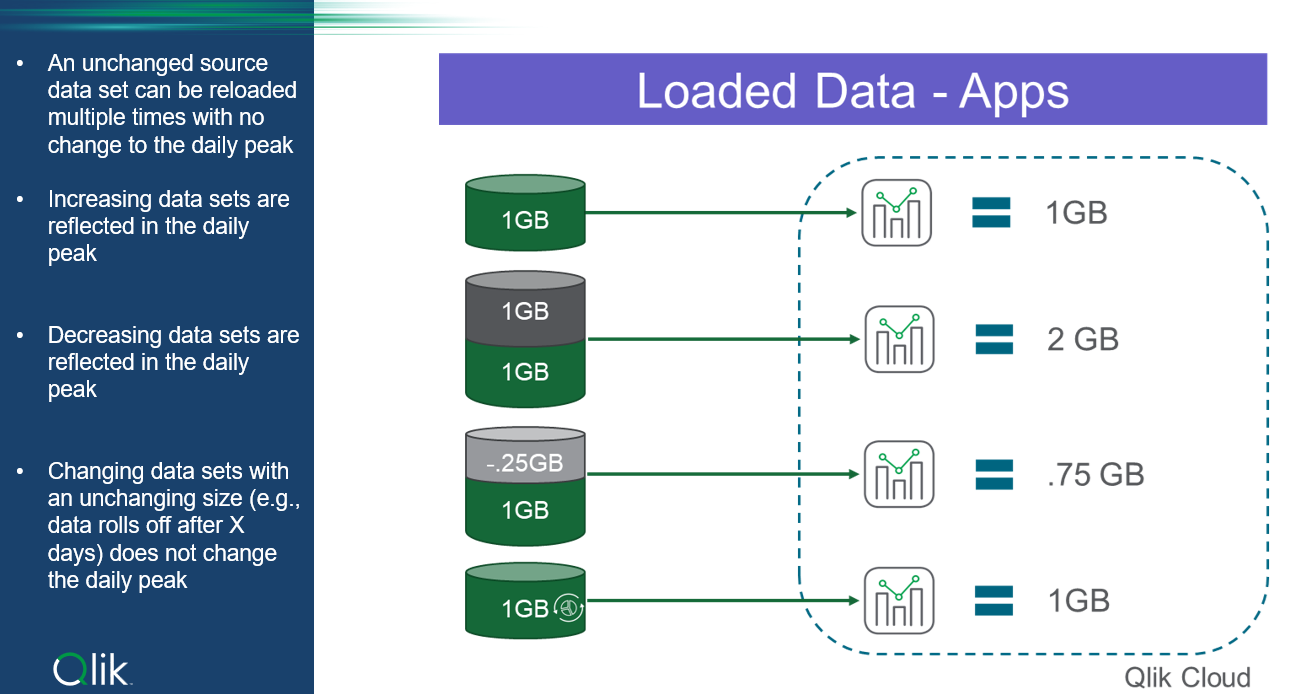 • An unchanged source
data set can be reloaded
multiple times with no
change to the daily peak
• Increasing data sets are
reflected in the daily
peak
• Decreasing data sets are
reflected in the daily
peak
• Changing data sets with
an unchanging size (e.g.,
data rolls off after X
days) does not change
the daily peak
Qlik
Loaded Data - Apps
1GB
1GB
1GB
1GB
2 GB
-.25GB
1GB
.75 GB
1GB
1GB
Qlik Cloud